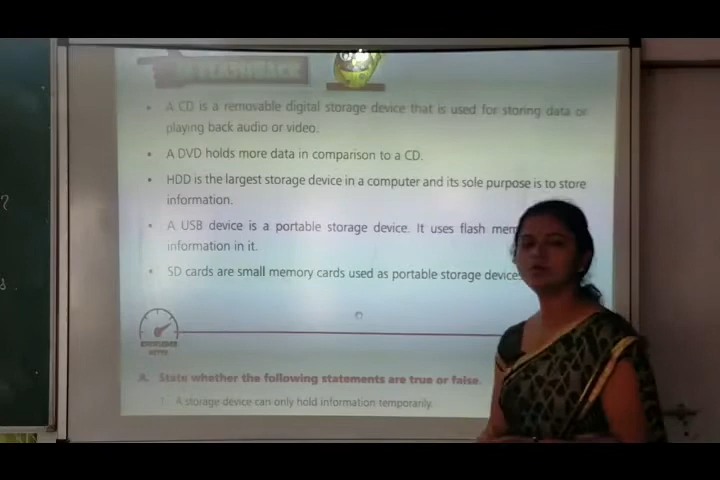 FLASHBACK
• A CD is a removable digital storage device that is used for storing data or
playing back audio or video.
• A DVD holds more data in comparison to a CD.
• HDD is the largest storage device in a computer and its sole purpose is to store
information.
• A USB device is a portable storage device. It uses flash mem
information in it.
• SD cards are small memory cards used as portable storage device
KNOWLEDGE
METER
A. State whether the following statements are true or false.
1. A storage device can only hold information temporarily.